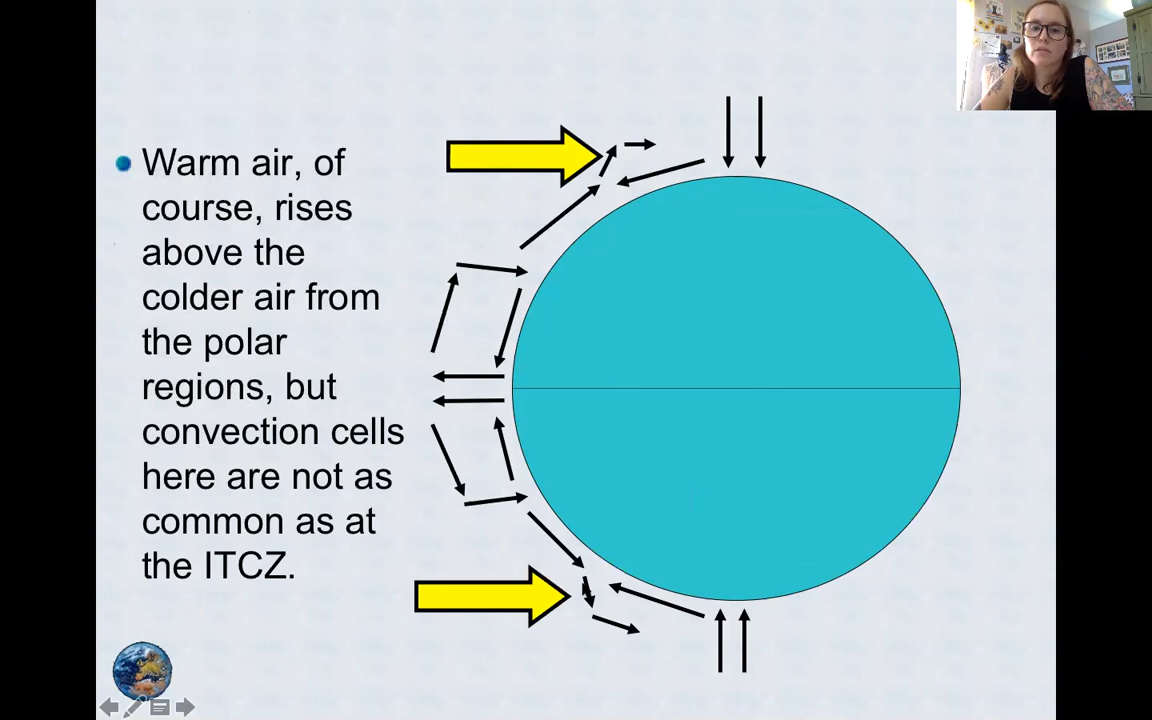 Warm air, of
course, rises
above the
colder air from
the polar
regions, but
convection cells
here are not as
common as at
the ITCZ.